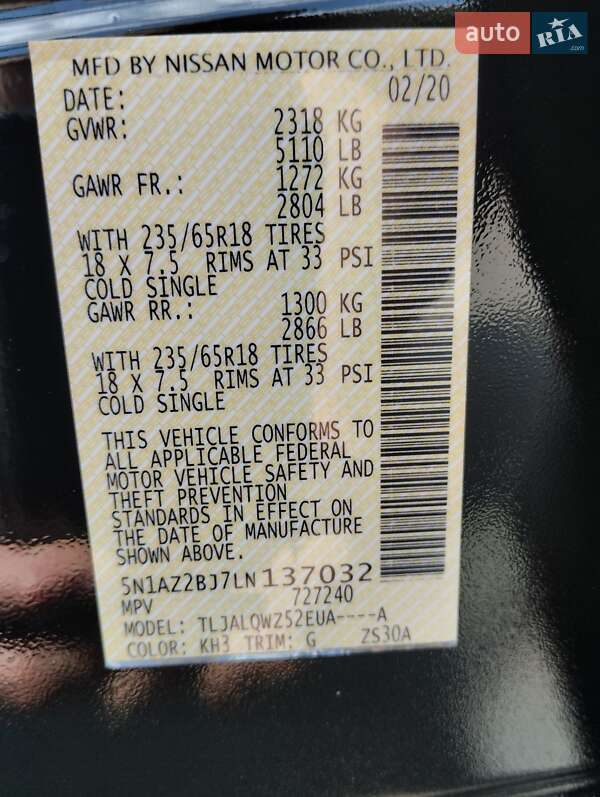 auto RIA .com
MFD BY NISSAN MOTOR CO., LTD.
DATE: 02/20
GVWR: 2318 KG
5110 LB
GAWR FR.: 1272 KG
2804 LB
WITH 235/65R18 TIRES
18 X 7.5 RIMS AT 33 PSI
COLD SINGLE
GAWR RR.: 1300 KG
2866 LB
WITH 235/65R18 TIRES
18 X 7.5 RIMS AT 33 PSI
COLD SINGLE
THIS VEHICLE CONFORMS TO
ALL APPLICABLE FEDERAL
MOTOR VEHICLE SAFETY AND
THEFT PREVENTION
STANDARDS IN EFFECT ON
THE DATE OF MANUFACTURE
SHOWN ABOVE.
5N1AZ2BJ7LN137032
MPV 727240
MODEL: TLJALQWZ52EUA----A
COLOR: KH3 TRIM: G ZS30A